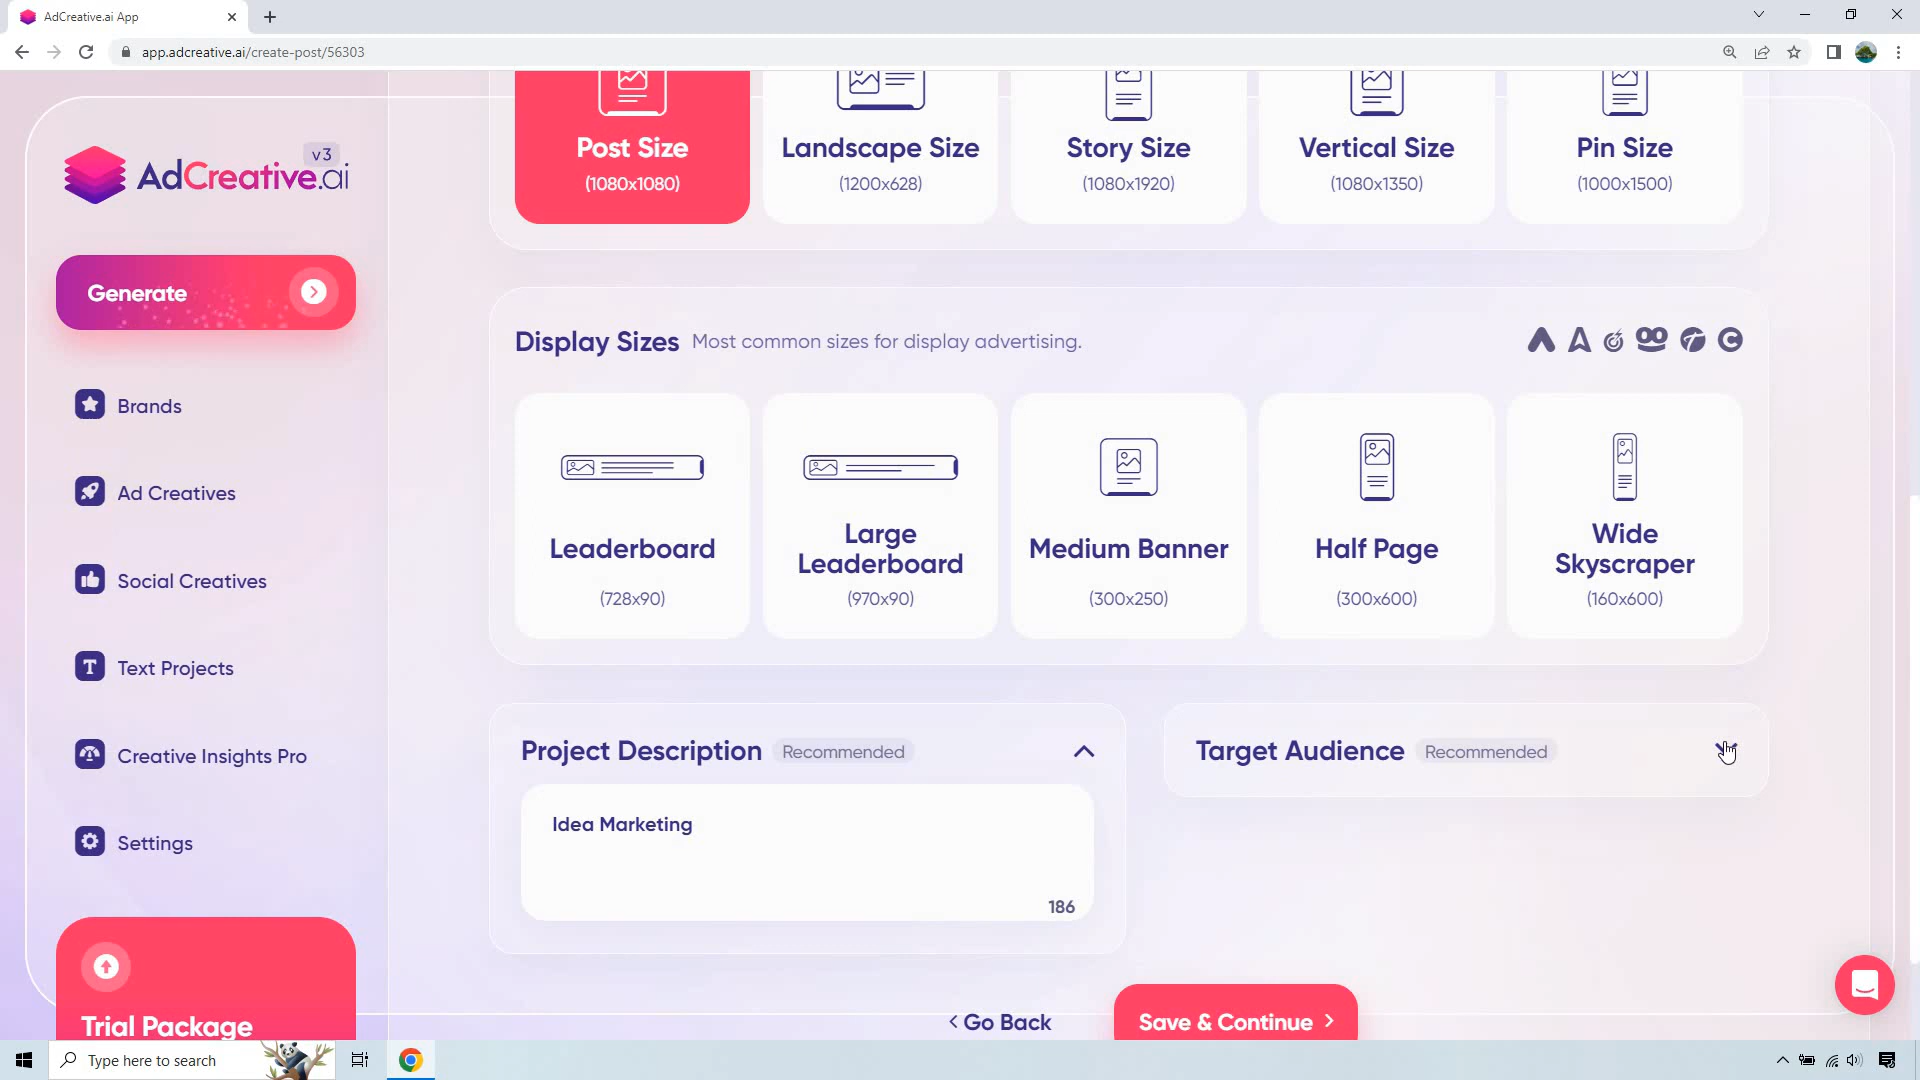 AdCreative.ai App
app.adcreative.ai/create-post/56303
v3
AdCreative.ai
Generate
Brands
Ad Creatives
Social Creatives
Text Projects
Creative Insights Pro
Settings
Trial Package
Post Size
(1080x1080)
Landscape Size
(1200x628)
Story Size
(1080x1920)
Vertical Size
(1080x1350)
Pin Size
(1000x1500)
Display Sizes Most common sizes for display advertising.
Leaderboard
(728x90)
Large
Leaderboard
(970x90)
Medium Banner
(300x250)
Half Page
(300x600)
Wide
Skyscraper
(160x600)
Project Description Recommended
Idea Marketing
186
Target Audience Recommended
Go Back
Save & Continue
Type here to search